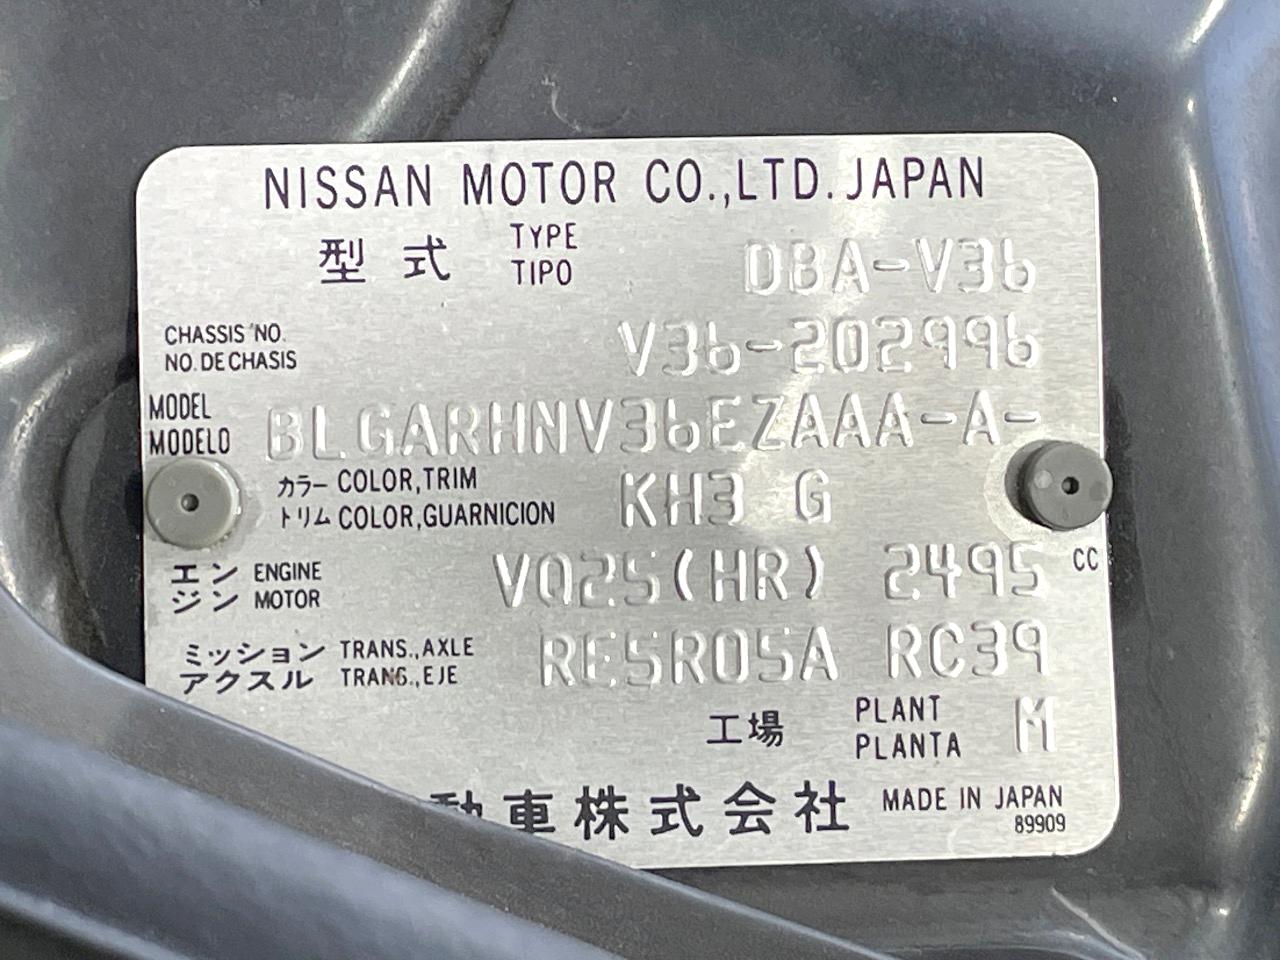 NISSAN MOTOR CO.,LTD. JAPAN
型式 TYPE TIPO DBA-V36
CHASSIS NO. NO. DE CHASIS V36-202996
MODEL MODELO BLGARHNV36EZAAA-A-
カラー COLOR,TRIM KH3 G
トリム COLOR,GUARNICION
エンジン ENGINE MOTOR VQ25(HR) 2495 CC
ミッション TRANS.,AXLE RE5R05A RC39
アクスル TRANS.,EJE
工場 PLANT PLANTA M
動車株式会社 MADE IN JAPAN
89909